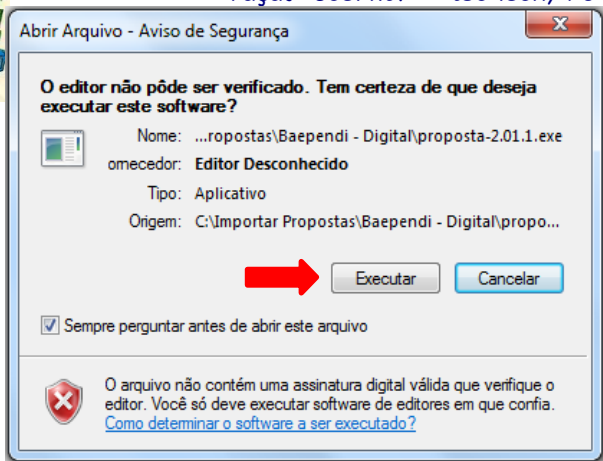 Abrir Arquivo - Aviso de Segurança
O editor não pôde ser verificado. Tem certeza de que deseja
executar este software?
Nome: ...ropostas\Baependi - Digital\proposta-2.01.1.exe
ornecedor: Editor Desconhecido
Tipo: Aplicativo
Origem: C:\Importar Propostas\Baependi - Digital\propo...
Executar Cancelar
Sempre perguntar antes de abrir este arquivo
O arquivo não contém uma assinatura digital válida que verifique o
editor. Você só deve executar software de editores em que confia.
Como determinar o software a ser executado?